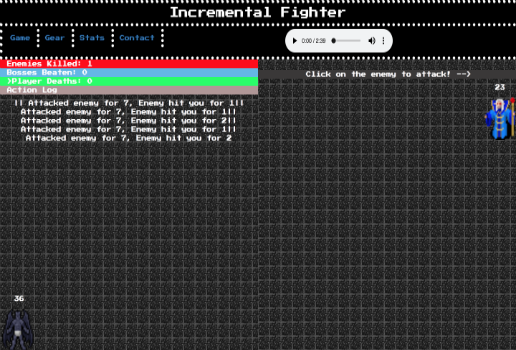 Incremental Fighter
Game Gear Stats Contact
0:00 / 2:39
Enemies Killed: 1
Bosses Beaten: 0
>Player Deaths: 0
Action Log
Click on the enemy to attack! -->
23
|| Attacked enemy for 7, Enemy hit you for 1||
Attacked enemy for 7, Enemy hit you for 1||
Attacked enemy for 7, Enemy hit you for 2||
Attacked enemy for 7, Enemy hit you for 1||
Attacked enemy for 7, Enemy hit you for 2
36